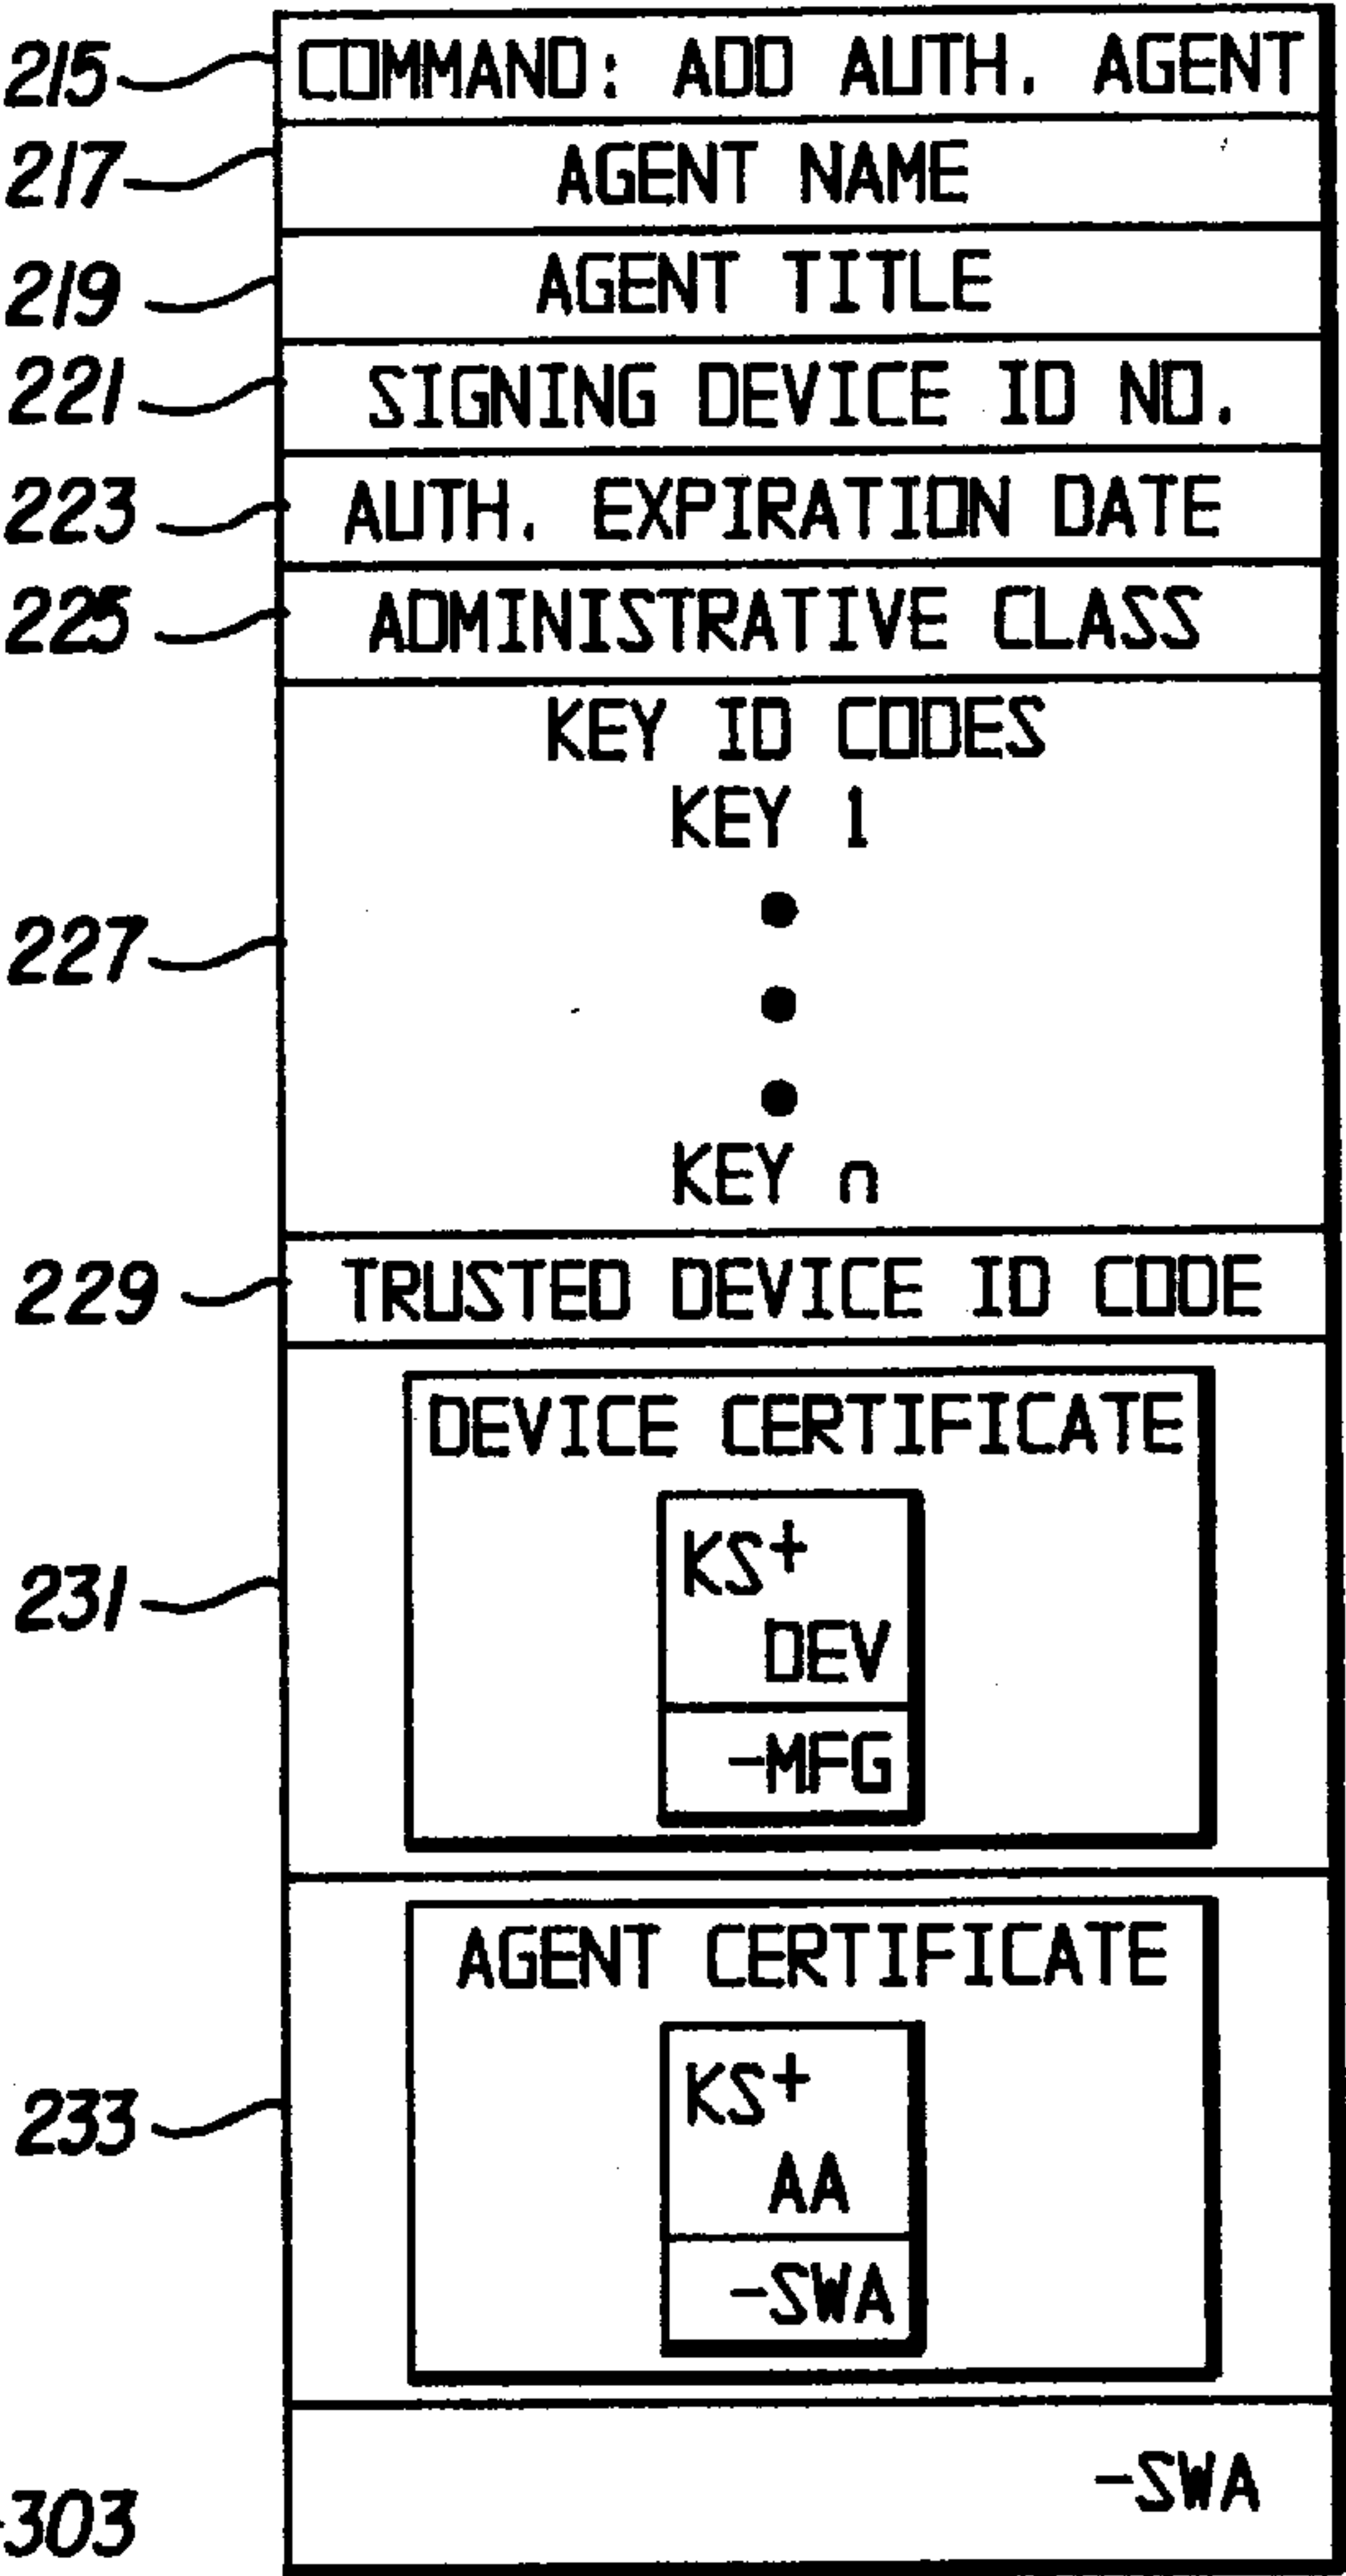 215 COMMAND: ADD AUTH. AGENT
217 AGENT NAME
219 AGENT TITLE
221 SIGNING DEVICE ID NO.
223 AUTH. EXPIRATION DATE
225 ADMINISTRATIVE CLASS
KEY ID CODES
KEY 1
227
KEY n
229 TRUSTED DEVICE ID CODE
DEVICE CERTIFICATE
KS+
231
DEV
-MFG
AGENT CERTIFICATE
KS+
233
AA
-SWA
-SWA
303